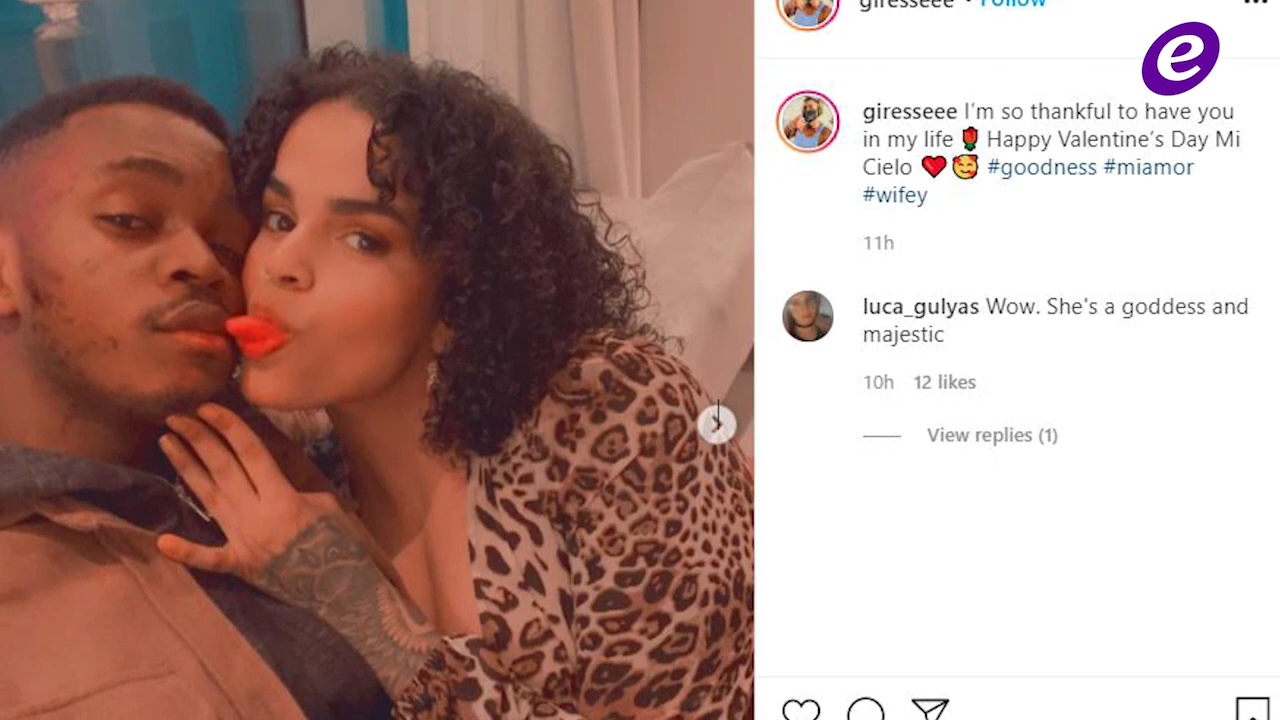 giresseee • Follow
e
giresseee I'm so thankful to have you
in my life 🌹 Happy Valentine's Day Mi
Cielo ❤️🥰 #goodness #miamor
#wifey
11h
luca_gulyas Wow. She's a goddess and
majestic
10h 12 likes
View replies (1)